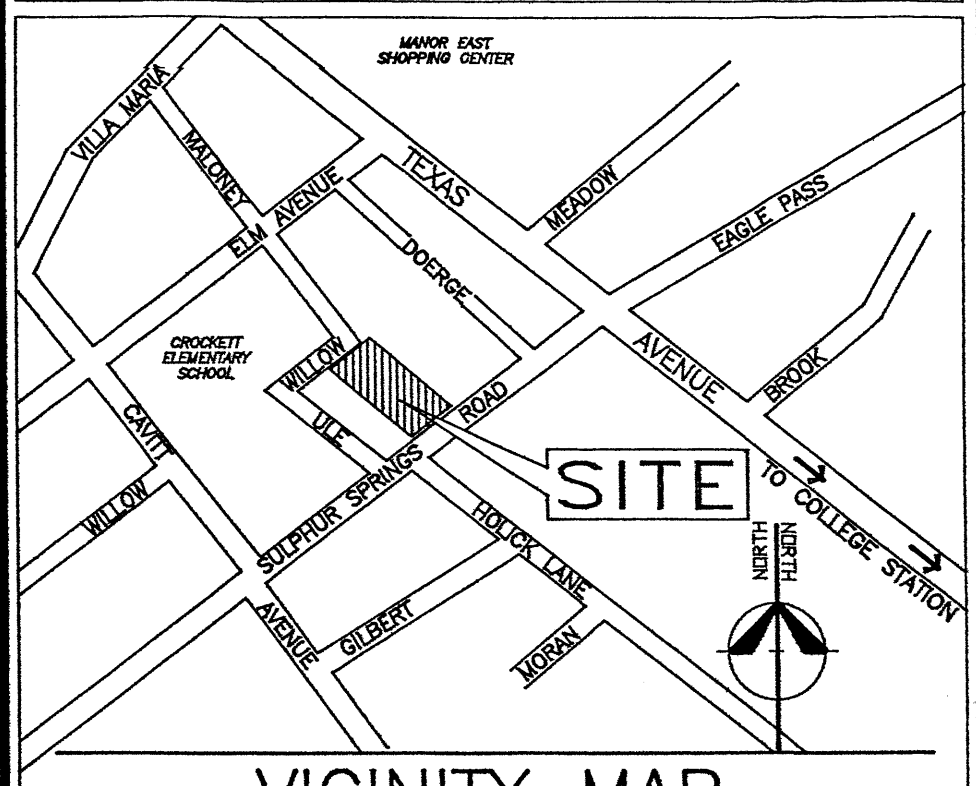 MANOR EAST
SHOPPING CENTER
VILLA MARIA
MALONEY
ELM AVENUE
TEXAS
MEADOW
EAGLE PASS
DOERGE
CROCKETT
ELEMENTARY
SCHOOL
WILLOW
ULE
ROAD
AVENUE
BROOK
CAVITT
SULPHUR SPRINGS
SITE
TO COLLEGE STATION
WILLOW
HOLICK LANE
NORTH
NORTH
AVENUE
GILBERT
MORAN
VICINITY MAP